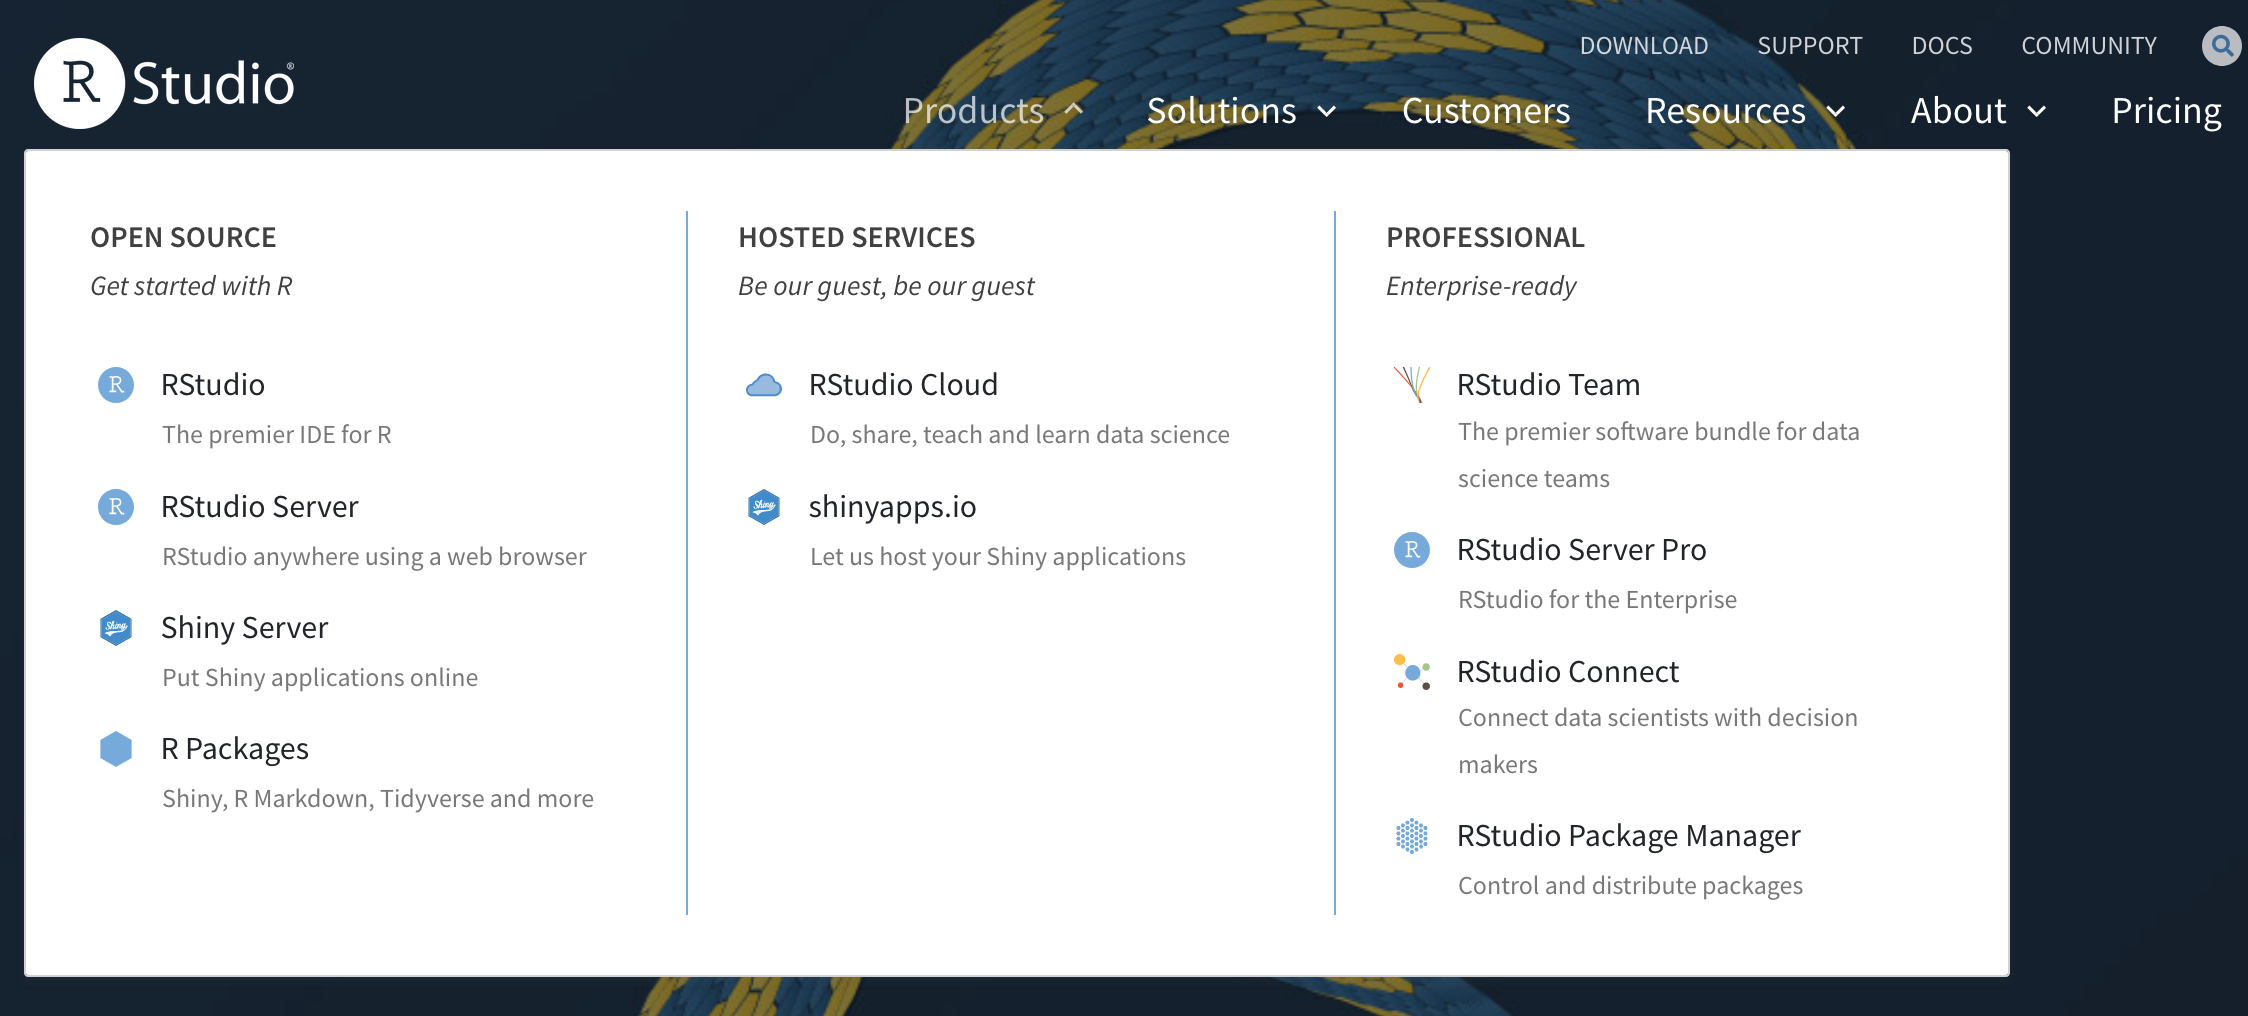 RStudio®
DOWNLOAD SUPPORT DOCS COMMUNITY
Products Solutions Customers Resources About Pricing
OPEN SOURCE
Get started with R
R RStudio
The premier IDE for R
R RStudio Server
RStudio anywhere using a web browser
Shiny Shiny Server
Put Shiny applications online
R Packages
Shiny, R Markdown, Tidyverse and more
HOSTED SERVICES
Be our guest, be our guest
RStudio Cloud
Do, share, teach and learn data science
Shiny shinyapps.io
Let us host your Shiny applications
PROFESSIONAL
Enterprise-ready
RStudio Team
The premier software bundle for data
science teams
R RStudio Server Pro
RStudio for the Enterprise
RStudio Connect
Connect data scientists with decision
makers
RStudio Package Manager
Control and distribute packages